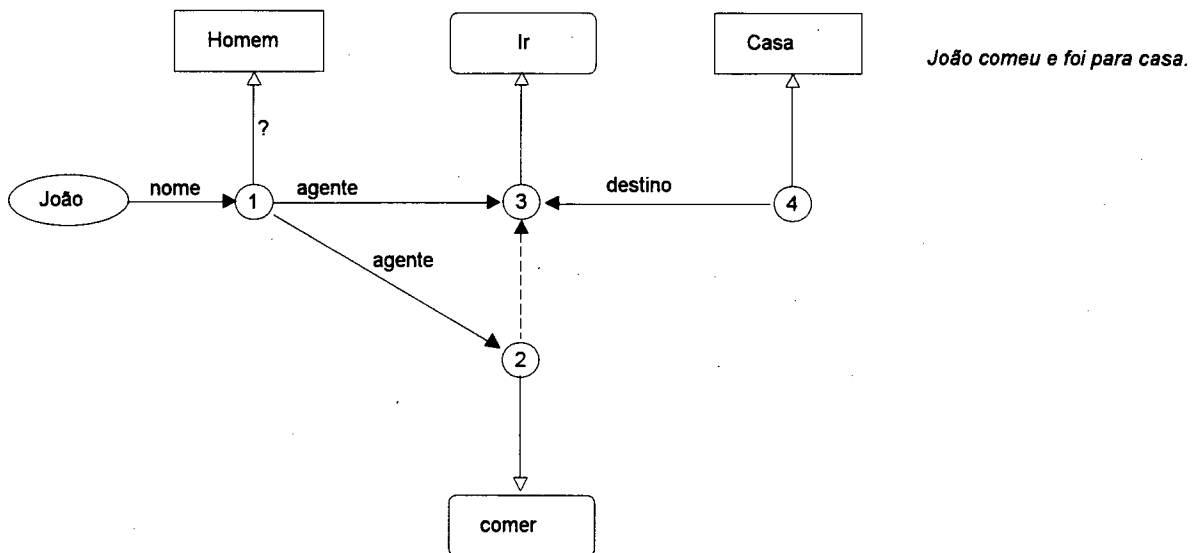 Homem
Ir
Casa
João comeu e foi para casa.
?
João
nome
1
agente
3
destino
4
agente
2
comer